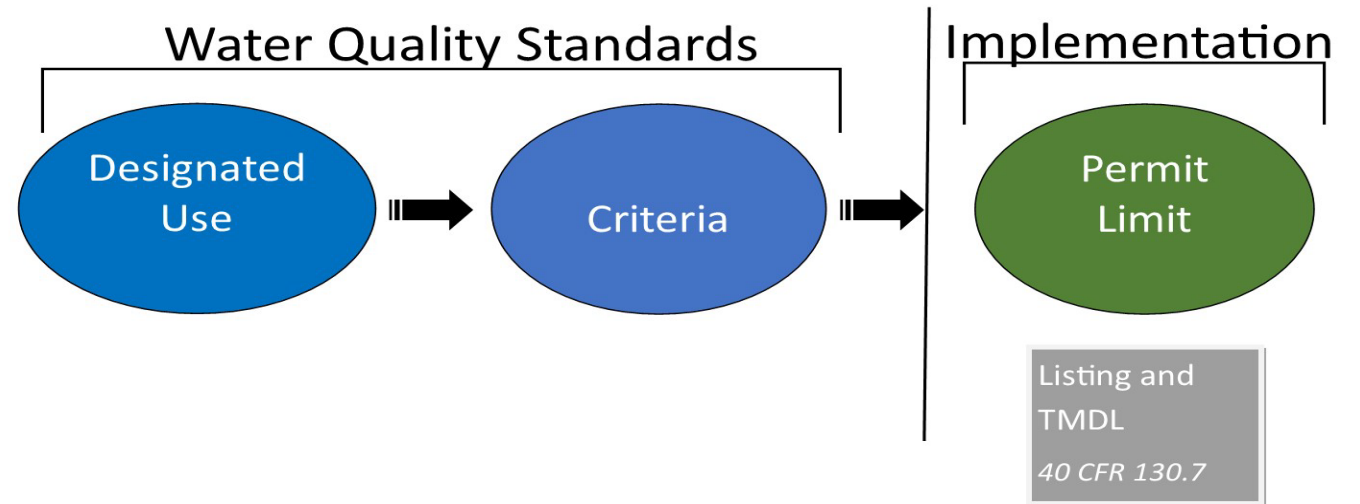 Water Quality Standards
Implementation
Designated
Use
Criteria
Permit
Limit
Listing and
TMDL
40 CFR 130.7